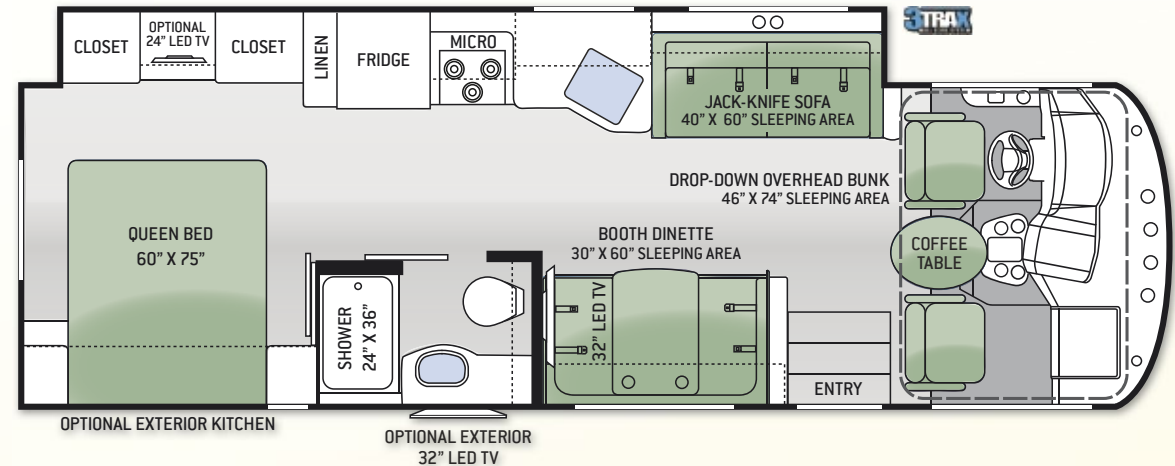 3TRAX
CLOSET
OPTIONAL
24” LED TV
CLOSET
LINEN
FRIDGE
MICRO
JACK-KNIFE SOFA
40” X 60” SLEEPING AREA
DROP-DOWN OVERHEAD BUNK
46” X 74” SLEEPING AREA
QUEEN BED
60” X 75”
BOOTH DINETTE
30” X 60” SLEEPING AREA
COFFEE
TABLE
SHOWER
24” X 36”
32” LED TV
ENTRY
OPTIONAL EXTERIOR KITCHEN
OPTIONAL EXTERIOR
32” LED TV